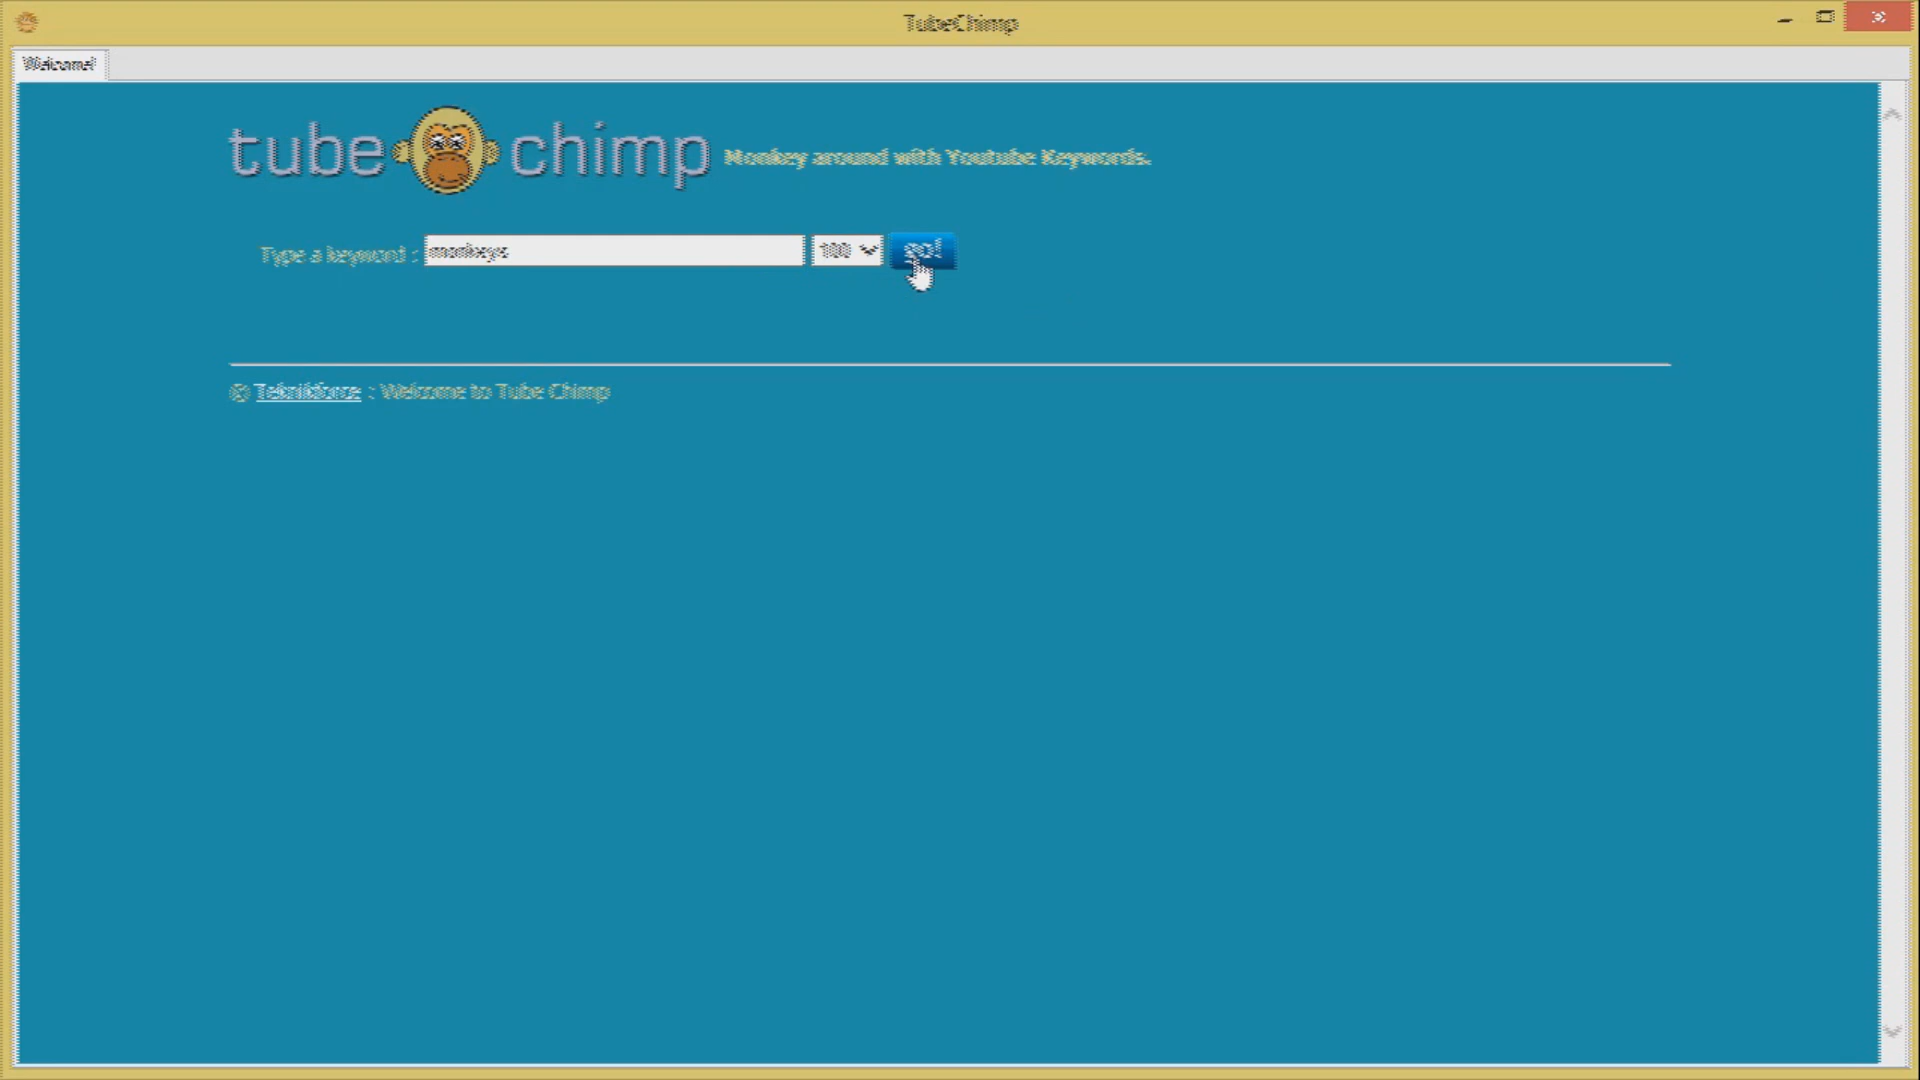 TubeChimp
Welcome!
tube chimp Monkey around with Youtube Keywords.
Type a keyword : monkeys 100 go!
© Teknikforce : Welcome to Tube Chimp